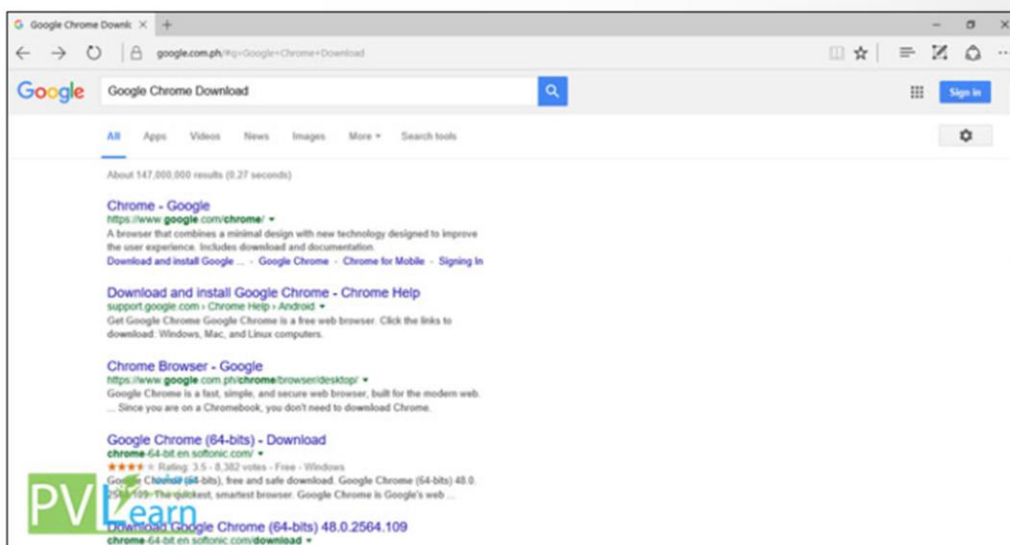 Google Chrome Downlc
google.com.ph/#q=Google+Chrome+Download
Google
Google Chrome Download
Sign in
All Apps Videos News Images More Search tools
About 147,000,000 results (0.27 seconds)
Chrome - Google
https://www.google.com/chrome/
A browser that combines a minimal design with new technology designed to improve
the user experience. Includes download and documentation.
Download and install Google ... - Google Chrome - Chrome for Mobile - Signing In
Download and install Google Chrome - Chrome Help
support.google.com › Chrome Help › Android
Get Google Chrome Google Chrome is a free web browser. Click the links to
download: Windows, Mac, and Linux computers.
Chrome Browser - Google
https://www.google.com.ph/chrome/browser/desktop/
Google Chrome is a fast, simple, and secure web browser, built for the modern web.
... Since you are on a Chromebook, you don't need to download Chrome.
Google Chrome (64-bits) - Download
chrome-64-bit.en.softonic.com/
Rating: 3.5 - 8,382 votes - Free - Windows
Google Chrome (64-bits), free and safe download. Google Chrome (64-bits) 48.0.
2564.109: The quickest, smartest browser. Google Chrome is Google's web ...
Download Google Chrome (64-bits) 48.0.2564.109
chrome-64-bit.en.softonic.com/download
PV Learn